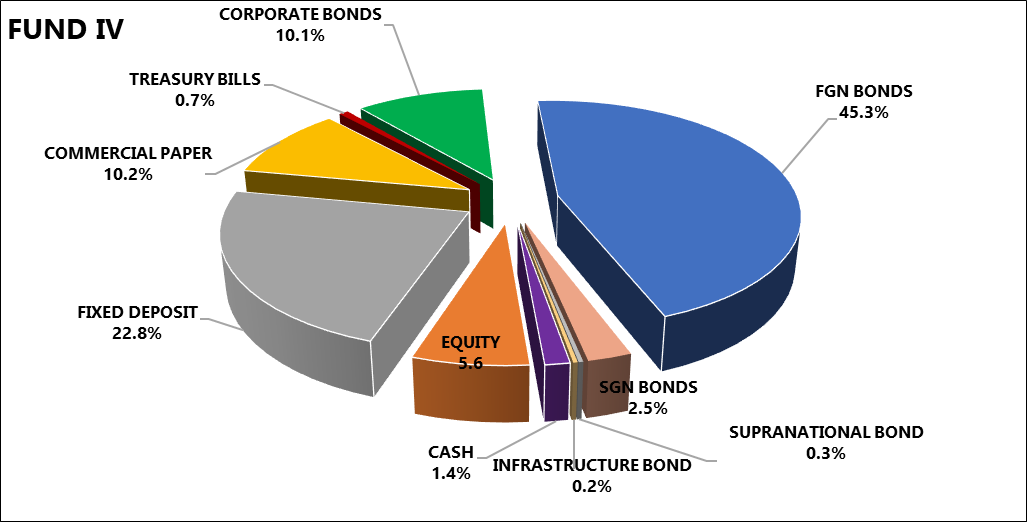 FUND IV
CORPORATE BONDS
10.1%
TREASURY BILLS
0.7%
FGN BONDS
45.3%
COMMERCIAL PAPER
10.2%
FIXED DEPOSIT
22.8%
EQUITY
5.6
SGN BONDS
2.5%
SUPRANATIONAL BOND
0.3%
CASH
1.4%
INFRASTRUCTURE BOND
0.2%